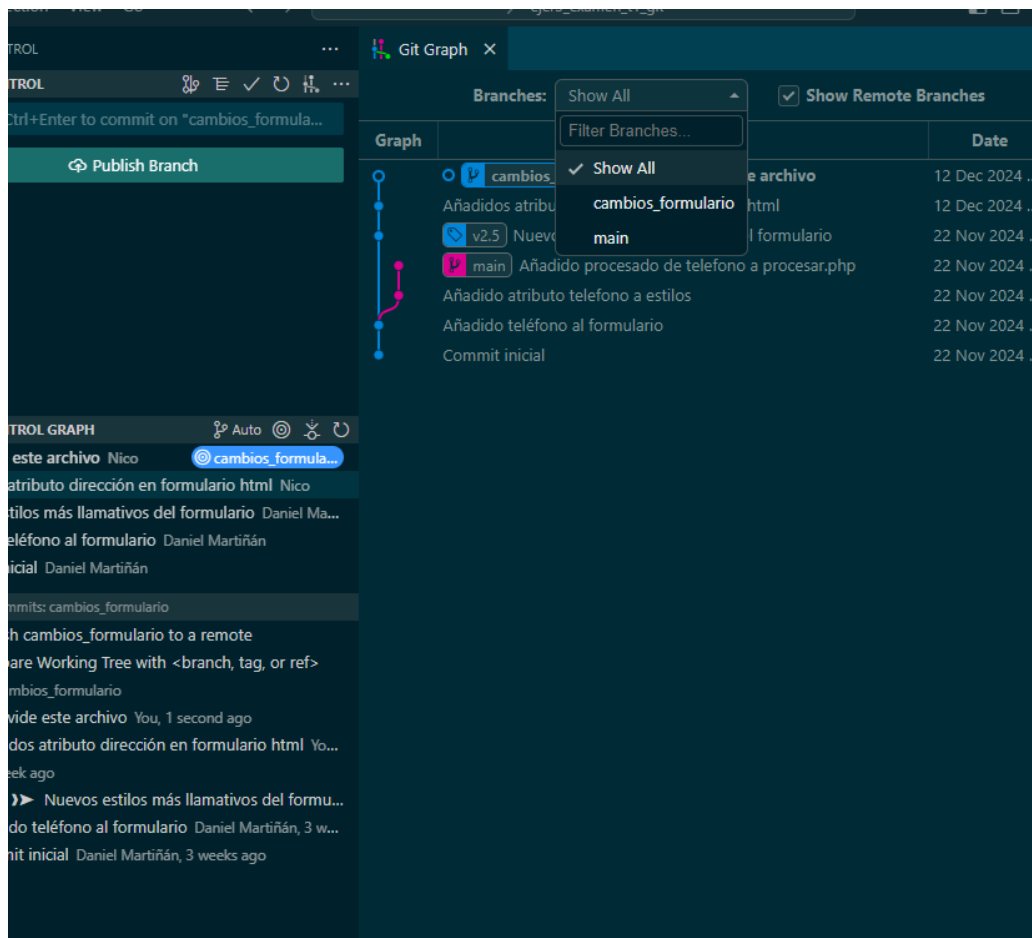 View Go
ejer5_examen_t1_git
TROL ...
Git Graph ×
TROL ...
Branches: Show All
Show Remote Branches
Ctrl+Enter to commit on "cambios_formula...
Filter Branches...
Graph Date
Publish Branch
Show All
cambios_ e archivo 12 Dec 2024 ..
cambios_formulario
Añadidos atribu html 12 Dec 2024 ..
main
v2.5 Nuevo l formulario 22 Nov 2024 .
main Añadido procesado de telefono a procesar.php 22 Nov 2024 .
Añadido atributo telefono a estilos 22 Nov 2024 .
Añadido teléfono al formulario 22 Nov 2024 ..
Commit inicial 22 Nov 2024 ..
TROL GRAPH Auto
este archivo Nico cambios_formula...
atributo dirección en formulario html Nico
tilos más llamativos del formulario Daniel Ma...
eléfono al formulario Daniel Martiñán
icial Daniel Martiñán
mmits: cambios_formulario
sh cambios_formulario to a remote
are Working Tree with <branch, tag, or ref>
mbios_formulario
vide este archivo You, 1 second ago
dos atributo dirección en formulario html Yo...
eek ago
Nuevos estilos más llamativos del formu...
do teléfono al formulario Daniel Martiñán, 3 w...
nit inicial Daniel Martiñán, 3 weeks ago